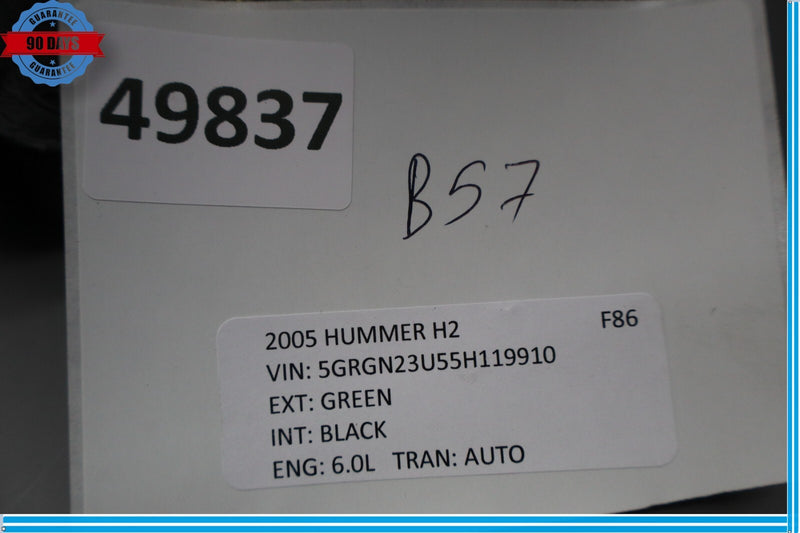 GUARANTEE
90 DAYS
GUARANTEE
49837
B57
2005 HUMMER H2 F86
VIN: 5GRGN23U55H119910
EXT: GREEN
INT: BLACK
ENG: 6.0L TRAN: AUTO